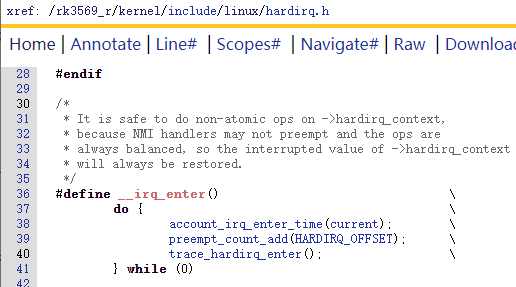 xref: /rk3569_r/kernel/include/linux/hardirq.h
Home | Annotate | Line# | Scopes# | Navigate# | Raw | Download
28 #endif
29
30 /*
31 * It is safe to do non-atomic ops on ->hardirq_context,
32 * because NMI handlers may not preempt and the ops are
33 * always balanced, so the interrupted value of ->hardirq_context
34 * will always be restored.
35 */
36 #define __irq_enter() \
37 do { \
38 account_irq_enter_time(current); \
39 preempt_count_add(HARDIRQ_OFFSET); \
40 trace_hardirq_enter(); \
41 } while (0)
42